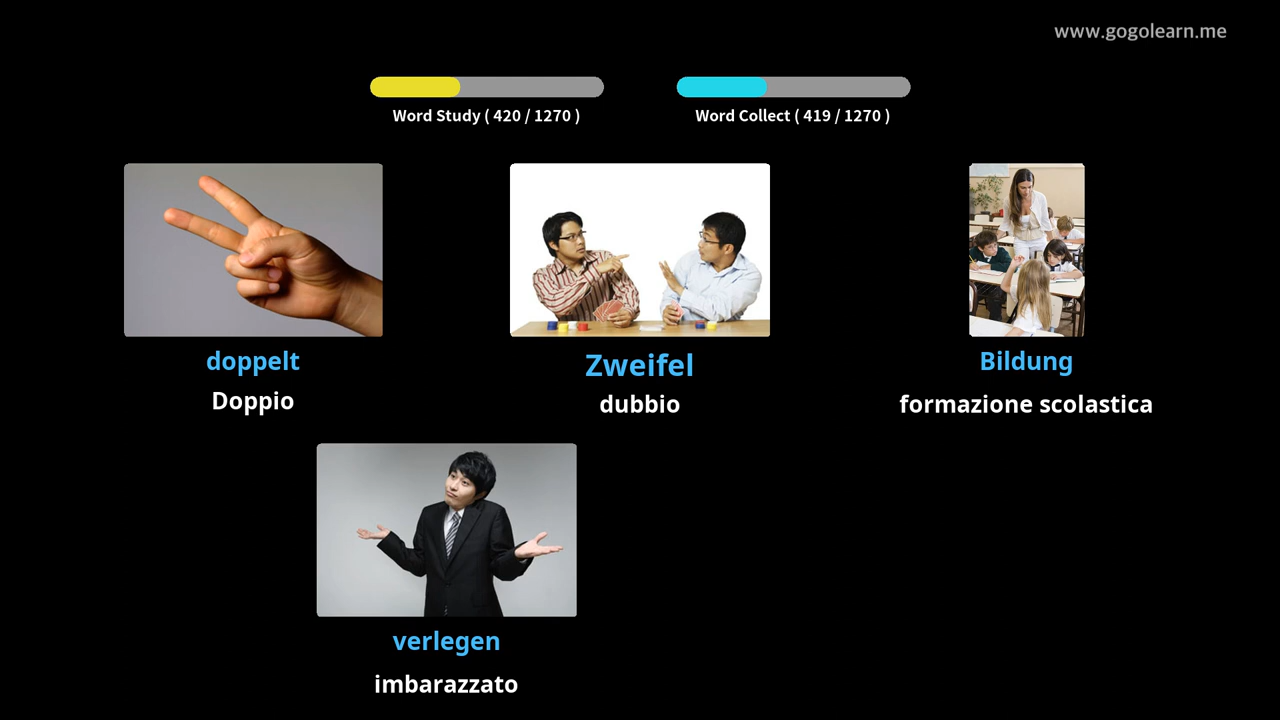 www.gogolearn.me
Word Study ( 420 / 1270 )
Word Collect ( 419 / 1270 )
doppelt
Doppio
Zweifel
dubbio
Bildung
formazione scolastica
verlegen
imbarazzato